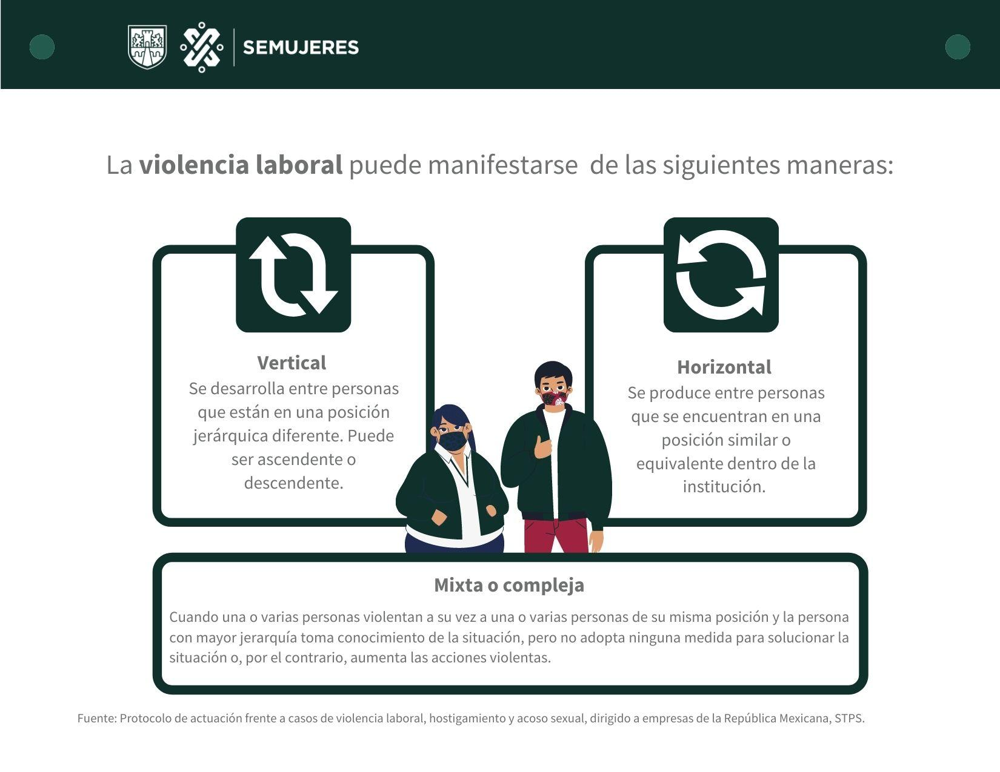 SEMUJERES
La violencia laboral puede manifestarse de las siguientes maneras:
Vertical
Se desarrolla entre personas
que están en una posición
jerárquica diferente. Puede
ser ascendente o
descendente.
Horizontal
Se produce entre personas
que se encuentran en una
posición similar o
equivalente dentro de la
institución.
Mixta o compleja
Cuando una o varias personas violentan a su vez a una o varias personas de su misma posición y la persona
con mayor jerarquía toma conocimiento de la situación, pero no adopta ninguna medida para solucionar la
situación o, por el contrario, aumenta las acciones violentas.
Fuente: Protocolo de actuación frente a casos de violencia laboral, hostigamiento y acoso sexual, dirigido a empresas de la República Mexicana, STPS.